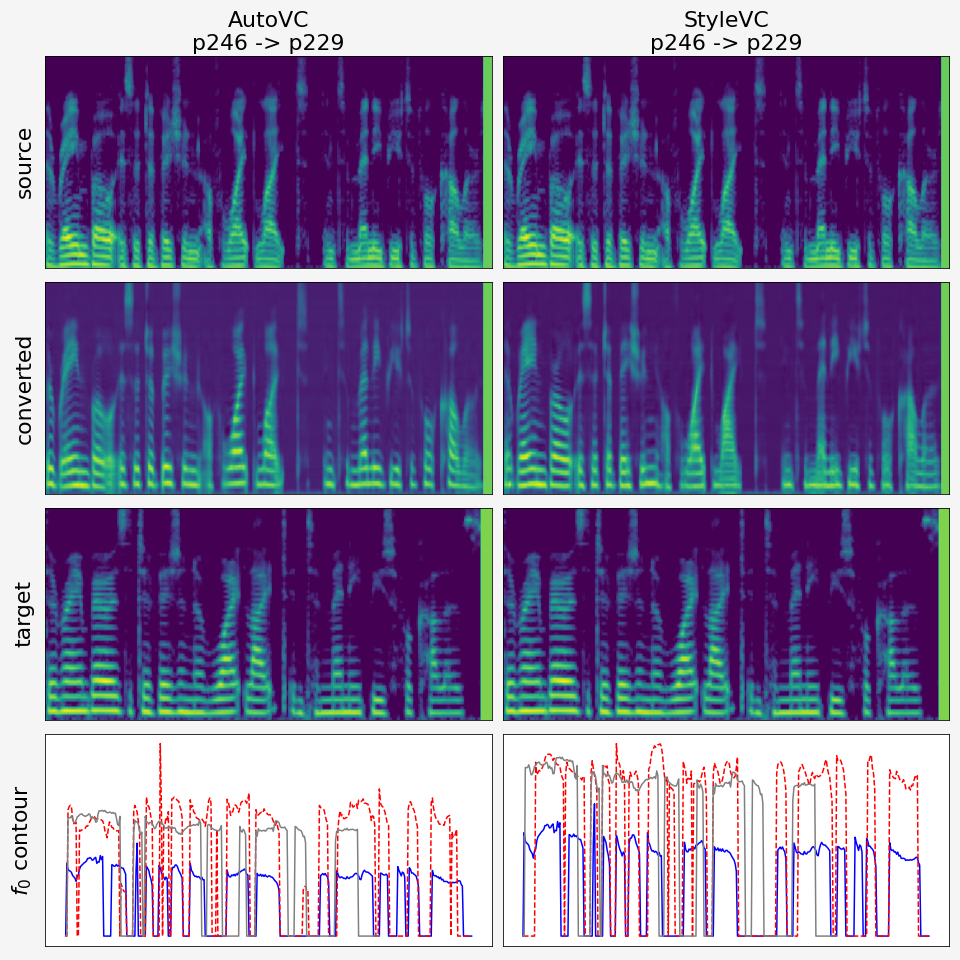 AutoVC
p246 -> p229
StyleVC
p246 -> p229
source
converted
target
f₀ contour